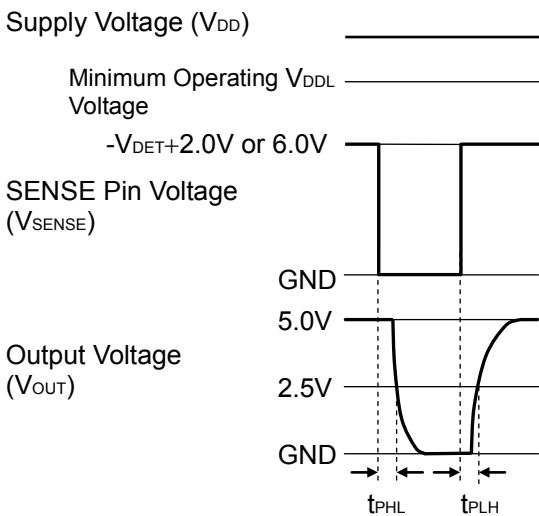 Supply Voltage (VDD)
Minimum Operating VDDL
Voltage
-VDET+2.0V or 6.0V
SENSE Pin Voltage
(VSENSE)
GND
5.0V
Output Voltage
(VOUT)
2.5V
GND
tPHL tPLH